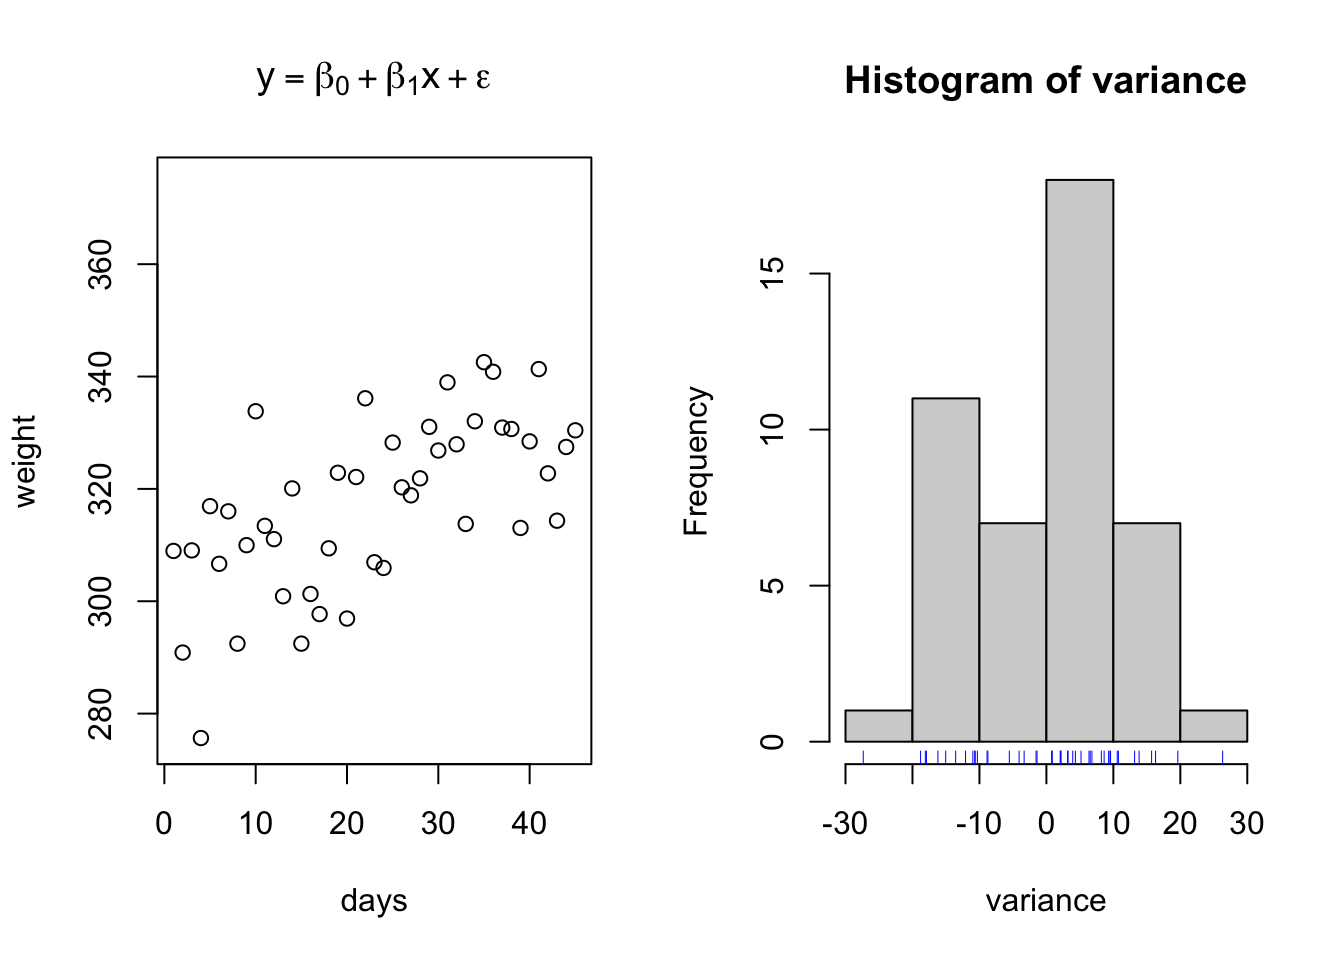 y = β₀ + β₁x + ε
weight
360
340
320
300
280
0 10 20 30 40
days
Histogram of variance
Frequency
15
10
5
0
-30 -10 0 10 20 30
variance